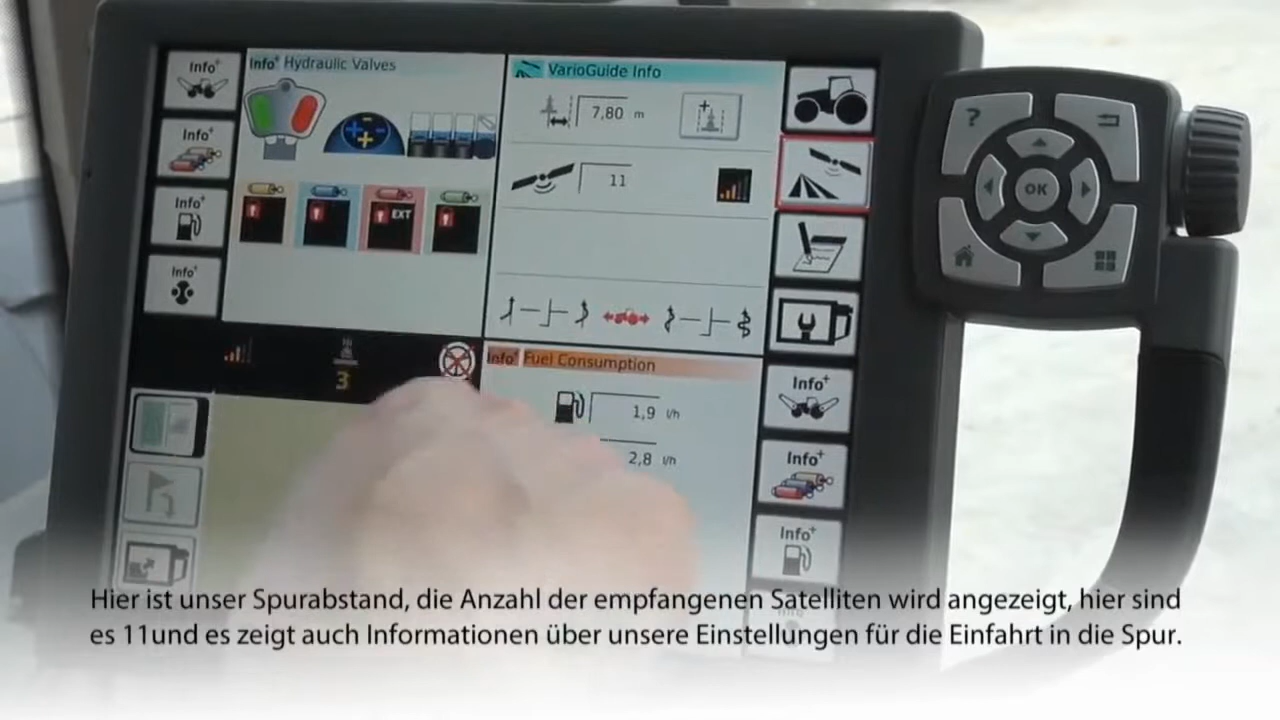 Info+
Info+ Hydraulic Valves
VarioGuide Info
7,80 m
?
Info+
11
OK
Info+
EXT
Info+
3
Info+ Fuel Consumption
1,9 l/h
Info+
2,8 l/h
Info+
Info+
Hier ist unser Spurabstand, die Anzahl der empfangenen Satelliten wird angezeigt, hier sind
es 11und es zeigt auch Informationen über unsere Einstellungen für die Einfahrt in die Spur.